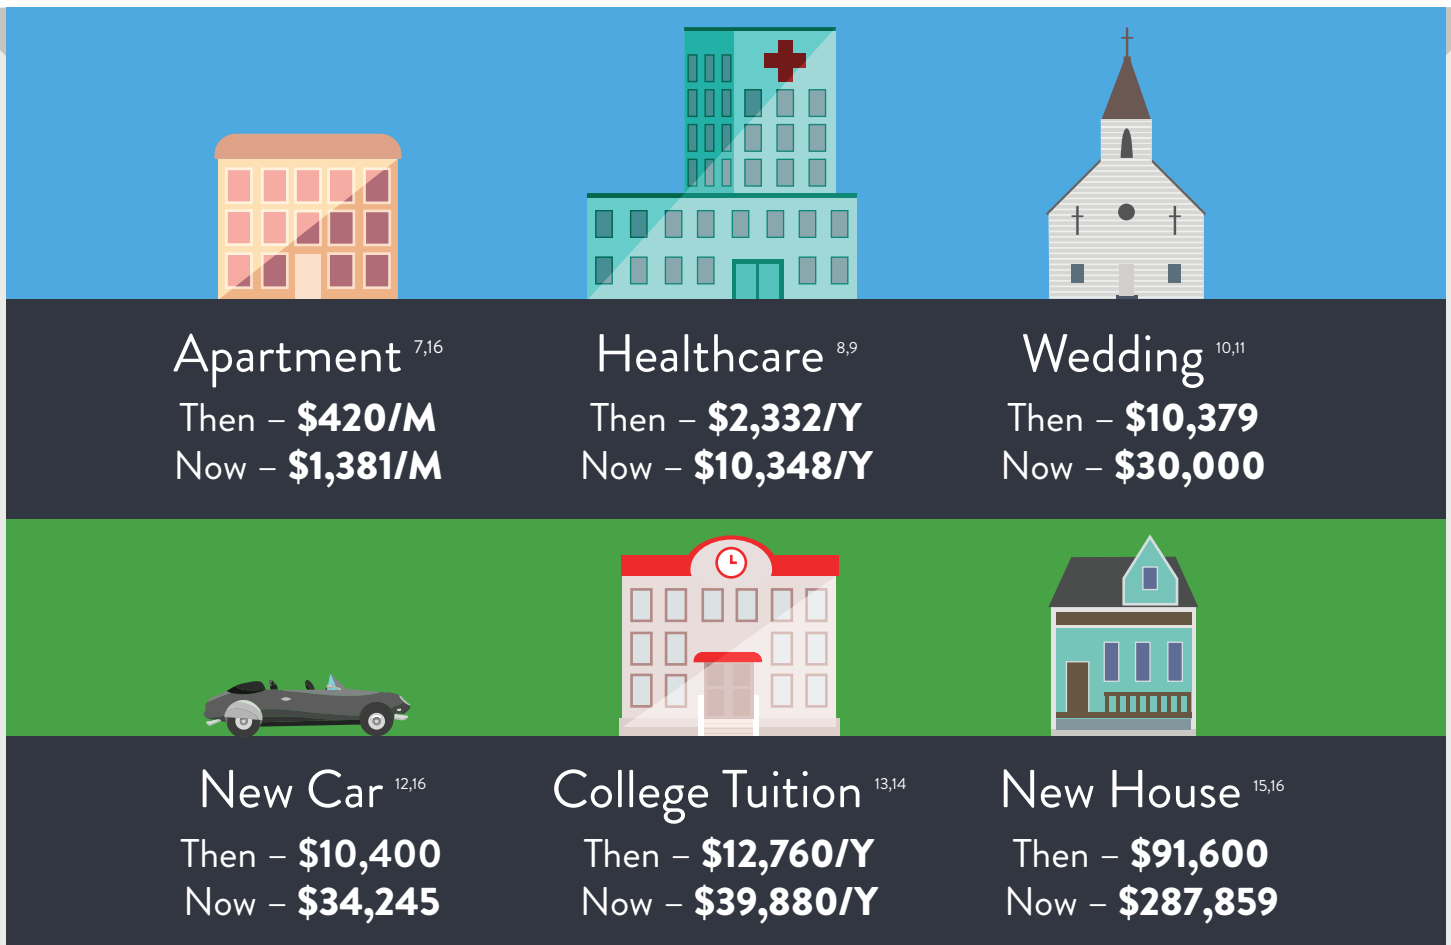 Apartment 7,16
Then – $420/M
Now – $1,381/M
Healthcare 8,9
Then – $2,332/Y
Now – $10,348/Y
Wedding 10,11
Then – $10,379
Now – $30,000
New Car 12,16
Then – $10,400
Now – $34,245
College Tuition 13,14
Then – $12,760/Y
Now – $39,880/Y
New House 15,16
Then – $91,600
Now – $287,859